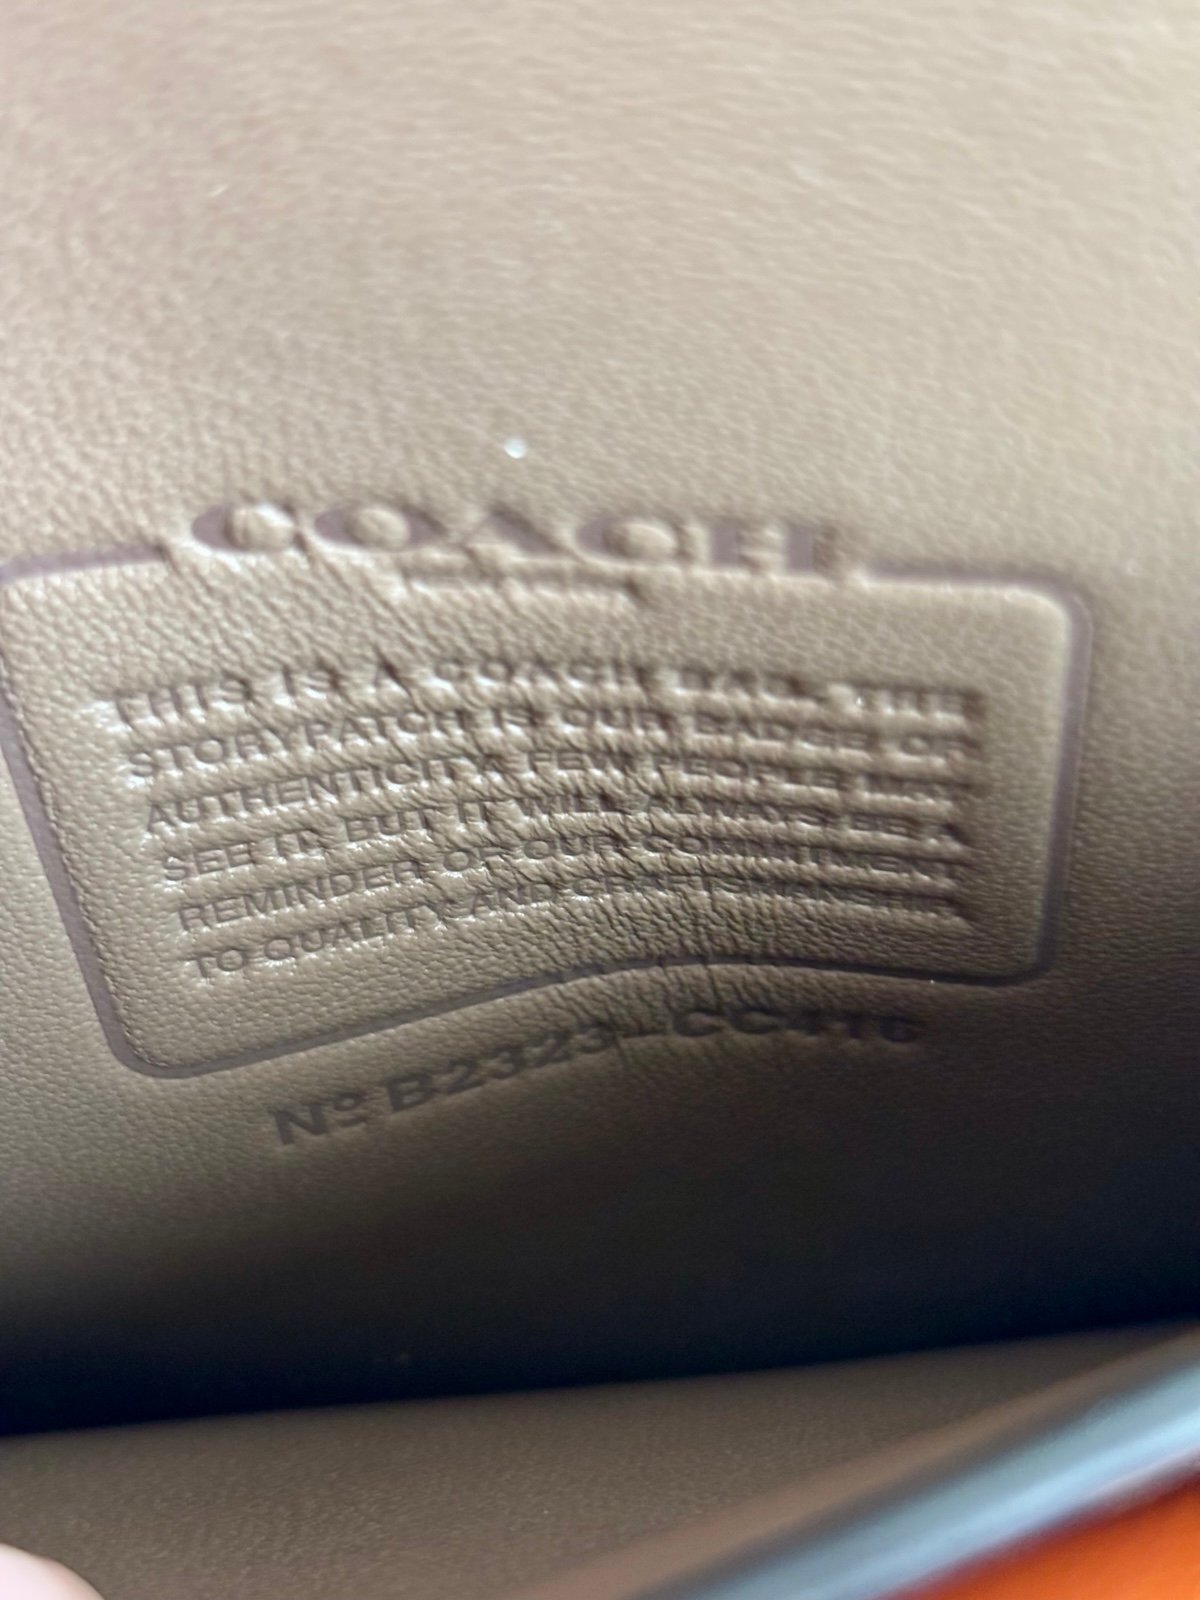 COACH
THIS IS A COACH BAG. THE
STORYPATCH IS OUR BADGE OF
AUTHENTICITY. FEW PEOPLE MAY
SEE IT, BUT IT WILL ALWAYS BE A
REMINDER OF OUR COMMITMENT
TO QUALITY AND CRAFTSMANSHIP.
Nº B2323-CC416